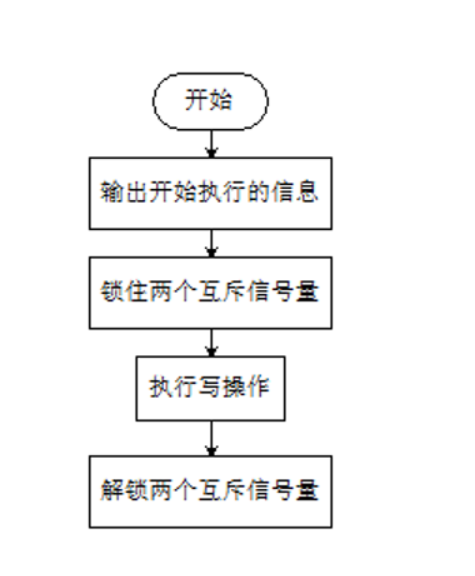 开始
输出开始执行的信息
锁住两个互斥信号量
执行写操作
解锁两个互斥信号量